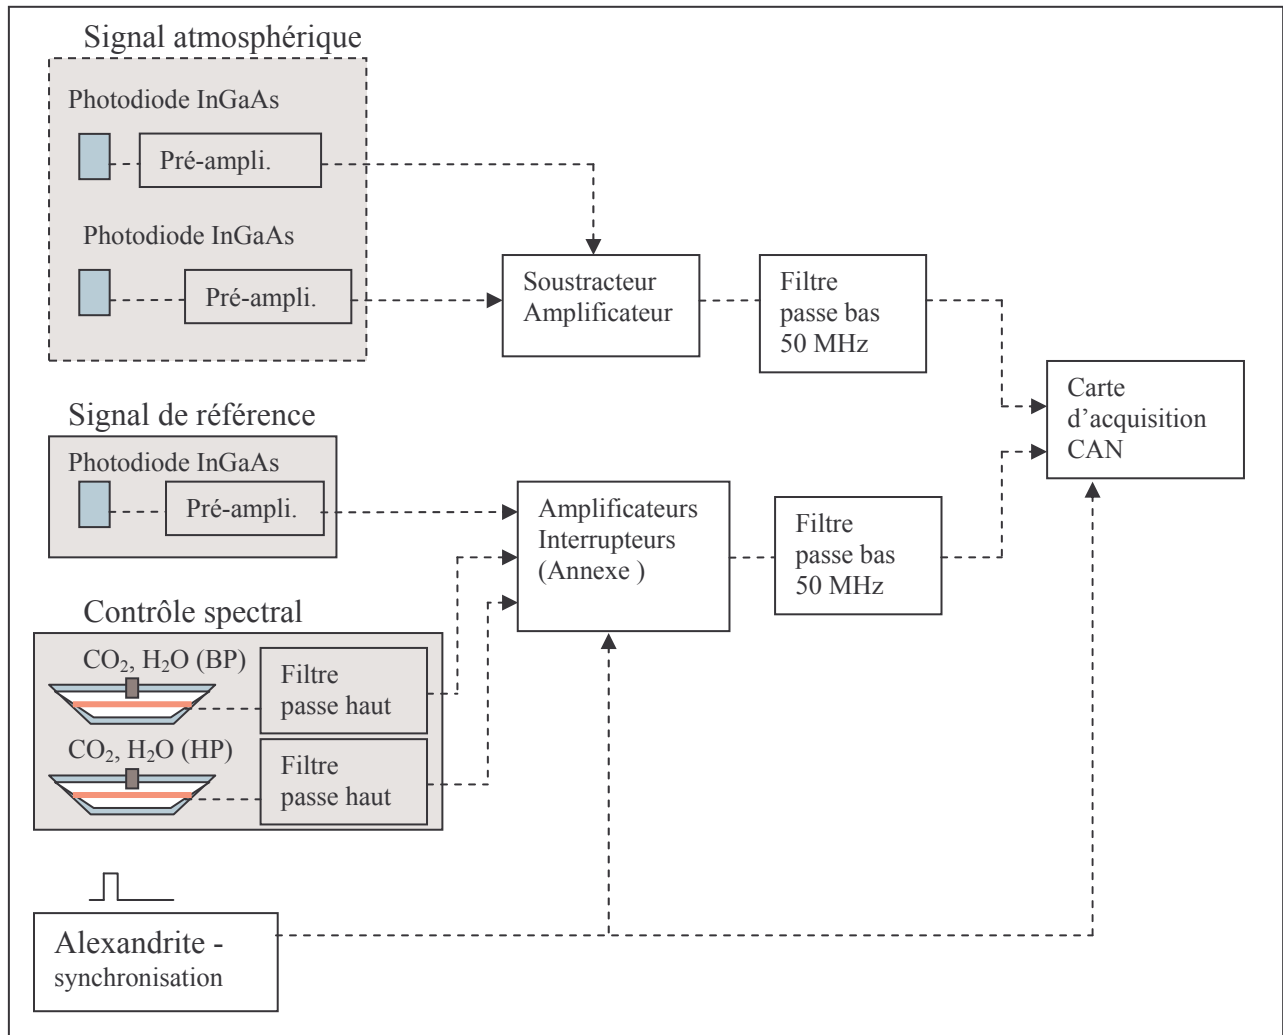 Signal atmosphérique
Photodiode InGaAs
Pré-ampli.
Photodiode InGaAs
Pré-ampli.
Soustracteur
Amplificateur
Filtre
passe bas
50 MHz
Carte
d'acquisition
CAN
Signal de référence
Photodiode InGaAs
Pré-ampli.
Amplificateurs
Interrupteurs
(Annexe )
Filtre
passe bas
50 MHz
Contrôle spectral
CO₂, H₂O (BP)
Filtre
passe haut
CO₂, H₂O (HP)
Filtre
passe haut
Alexandrite -
synchronisation